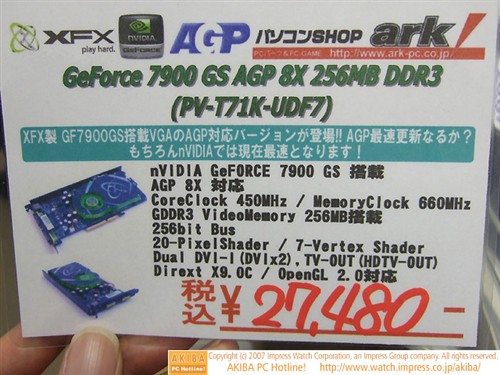 XFX
play hard.
NVIDIA
GEFORCE
AGP
パソコンSHOP
ark!
PCパーツ & PC-GAME
http://www.ark-pc.co.jp/
GeForce 7900 GS AGP 8X 256MB DDR3
(PV-T71K-UDF7)
XFX製 GF7900GS搭載VGAのAGP対応バージョンが登場!! AGP最速更新なるか?
もちろんnVIDIAでは現在最速となります!
nVIDIA GeFORCE 7900 GS 搭載
AGP 8X 対応
CoreClock 450MHz / MemoryClock 660MHz
GDDR3 VideoMemory 256MB搭載
256bit Bus
20-PixelShader / 7-Vertex Shader
Dual DVI-I(DVIx2),TV-OUT(HDTV-OUT)
Dirext X9.0C / OpenGL 2.0対応
税込 ¥27,480-
AKIBA
PC Hotline!
Copyright (c) 2007 Impress Watch Corporation, an Impress Group company. All rights reserved.
AKIBA PC Hotline! http://www.watch.impress.co.jp/akiba/